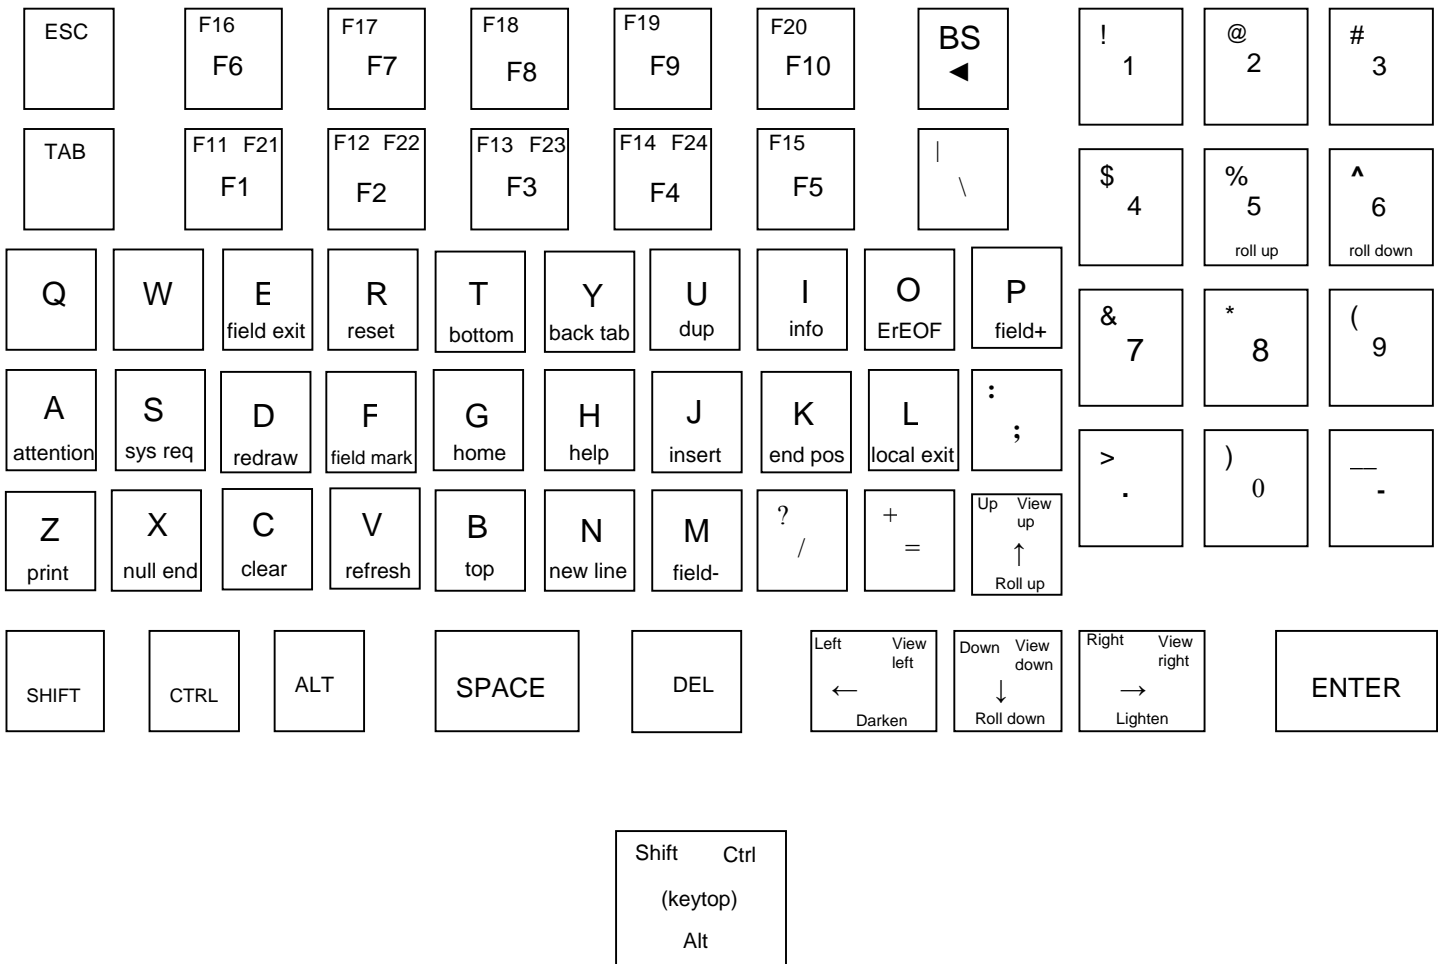 ESC F16 F17 F18 F19 F20 BS ! @ #
F6 F7 F8 F9 F10 ◄ 1 2 3
TAB F11 F21 F12 F22 F13 F23 F14 F24 F15 | $ % ^
F1 F2 F3 F4 F5 \ 4 5 6
roll up roll down
Q W E R T Y U I O P & * (
field exit reset bottom back tab dup info ErEOF field+ 7 8 9
A S D F G H J K L : ;
attention sys req redraw field mark home help insert end pos local exit
> ) __
. 0 -
Z X C V B N M ? / + = Up View up
↑
print null end clear refresh top new line field- Roll up
SHIFT CTRL ALT SPACE DEL Left View left Down View down Right View right ENTER
← ↓ →
Darken Roll down Lighten
Shift Ctrl
(keytop)
Alt